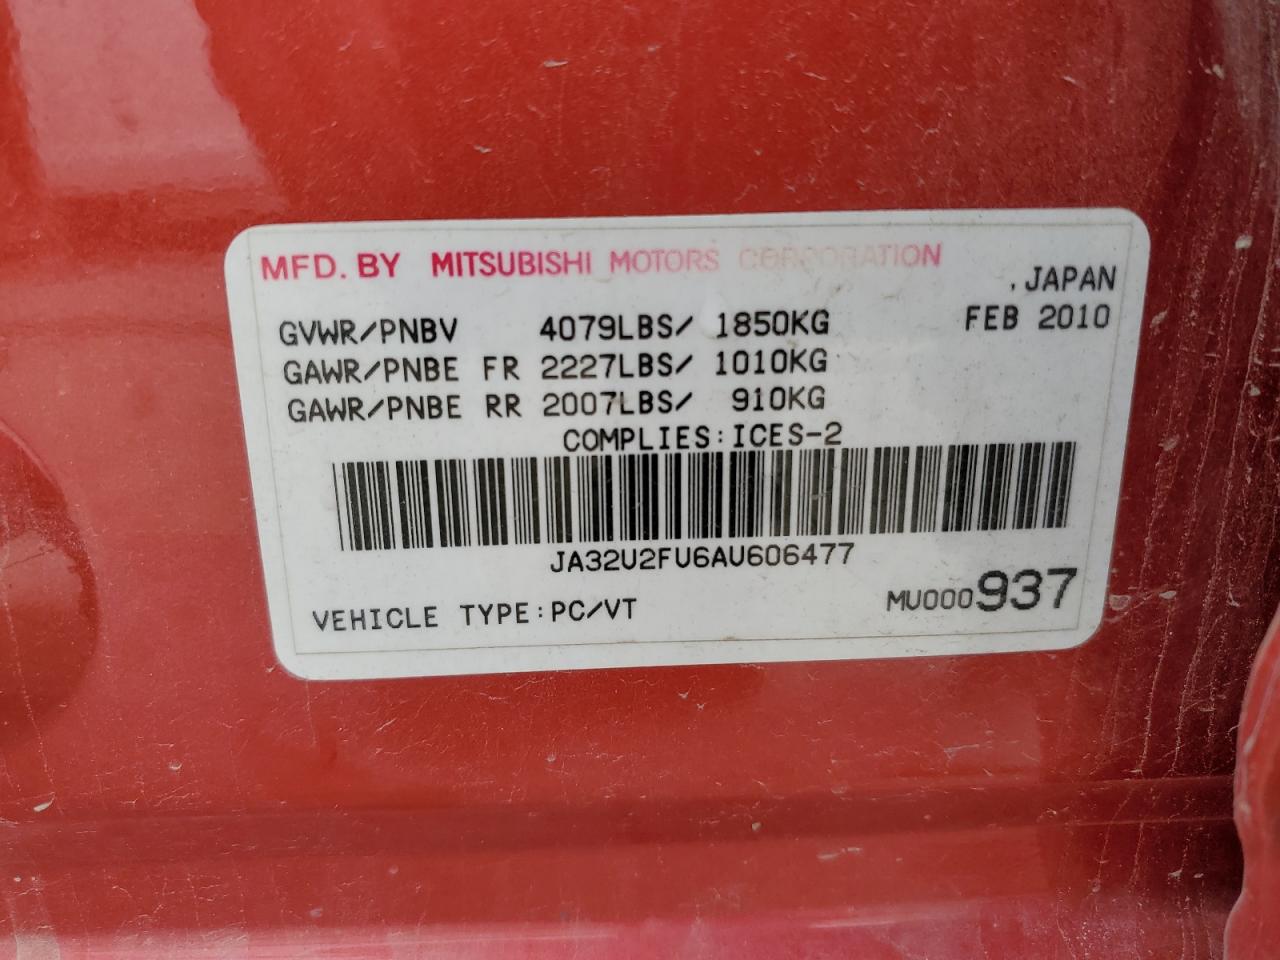 MFD. BY MITSUBISHI MOTORS CORPORATION
, JAPAN
GVWR/PNBV 4079LBS/ 1850KG FEB 2010
GAWR/PNBE FR 2227LBS/ 1010KG
GAWR/PNBE RR 2007LBS/ 910KG
COMPLIES:ICES-2
JA32U2FU6AU606477
MU000937
VEHICLE TYPE:PC/VT